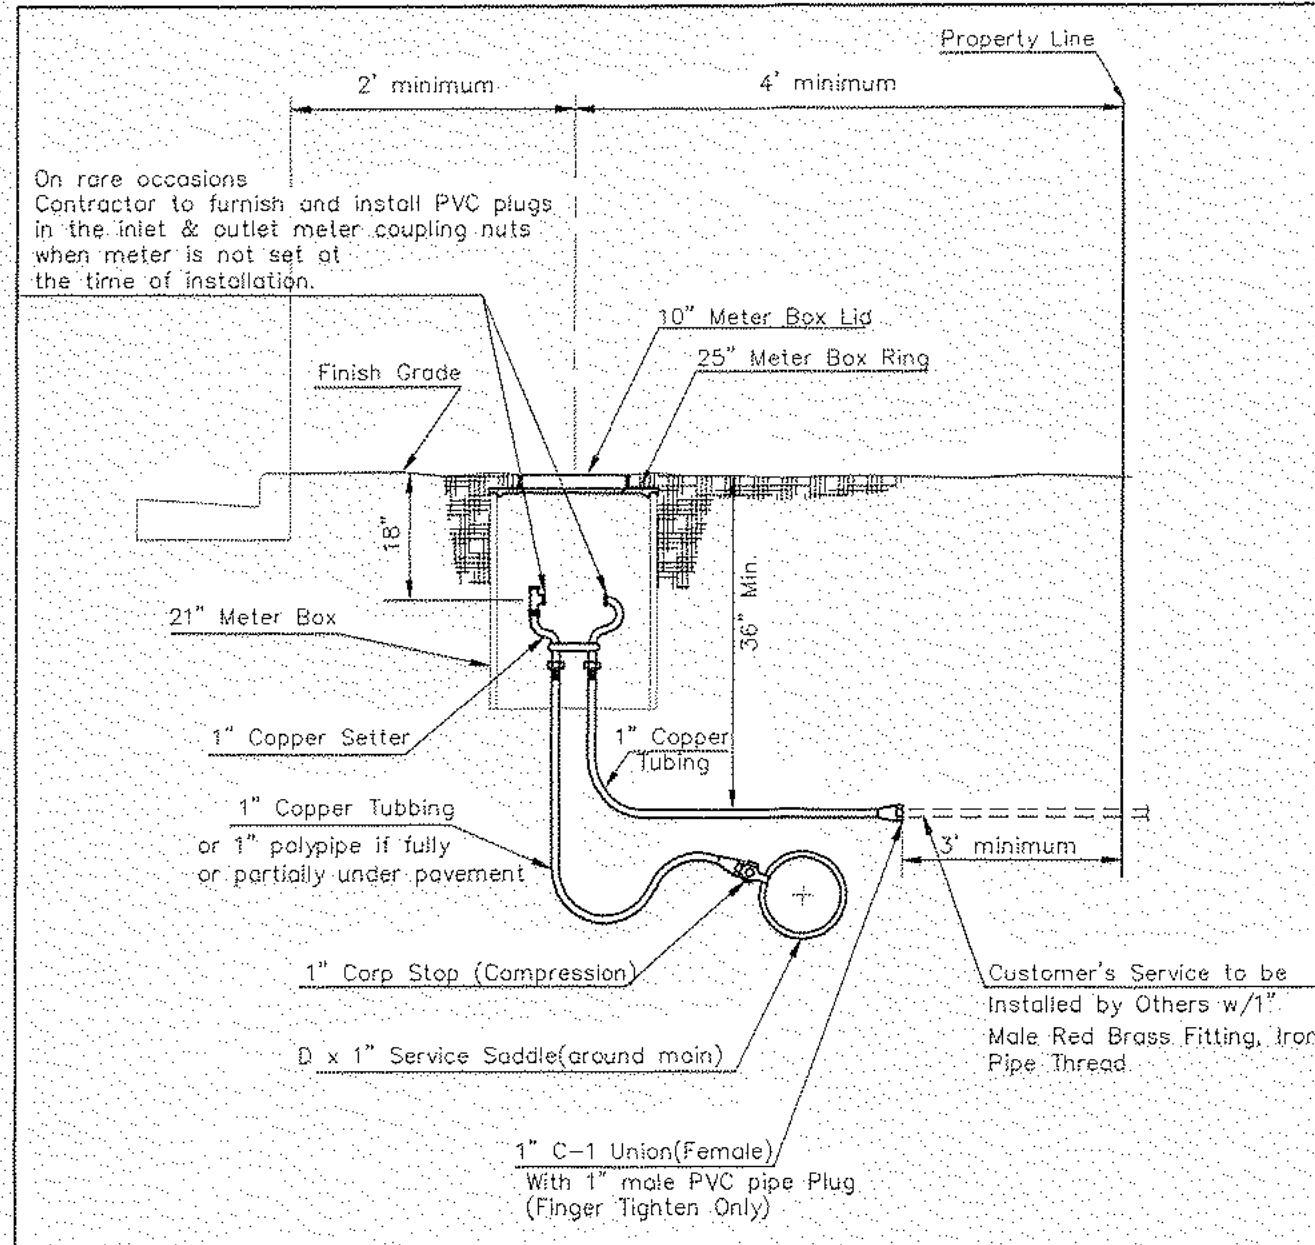 Property Line
2' minimum
4' minimum
On rare occasions
Contractor to furnish and install PVC plugs
in the inlet & outlet meter coupling nuts
when meter is not set at
the time of installation.
10" Meter Box Lid
25" Meter Box Ring
Finish Grade
18"
36" Min.
21" Meter Box
1" Copper Setter
1" Copper
Tubing
1" Copper Tubbing
or 1" polypipe if fully
or partially under pavement
3' minimum
1" Corp Stop (Compression)
Customer's Service to be
Installed by Others w/1"
Male Red Brass Fitting, Iron
Pipe Thread
D x 1" Service Saddle(around main)
1" C-1 Union(Female)
With 1" male PVC pipe Plug
(Finger Tighten Only)